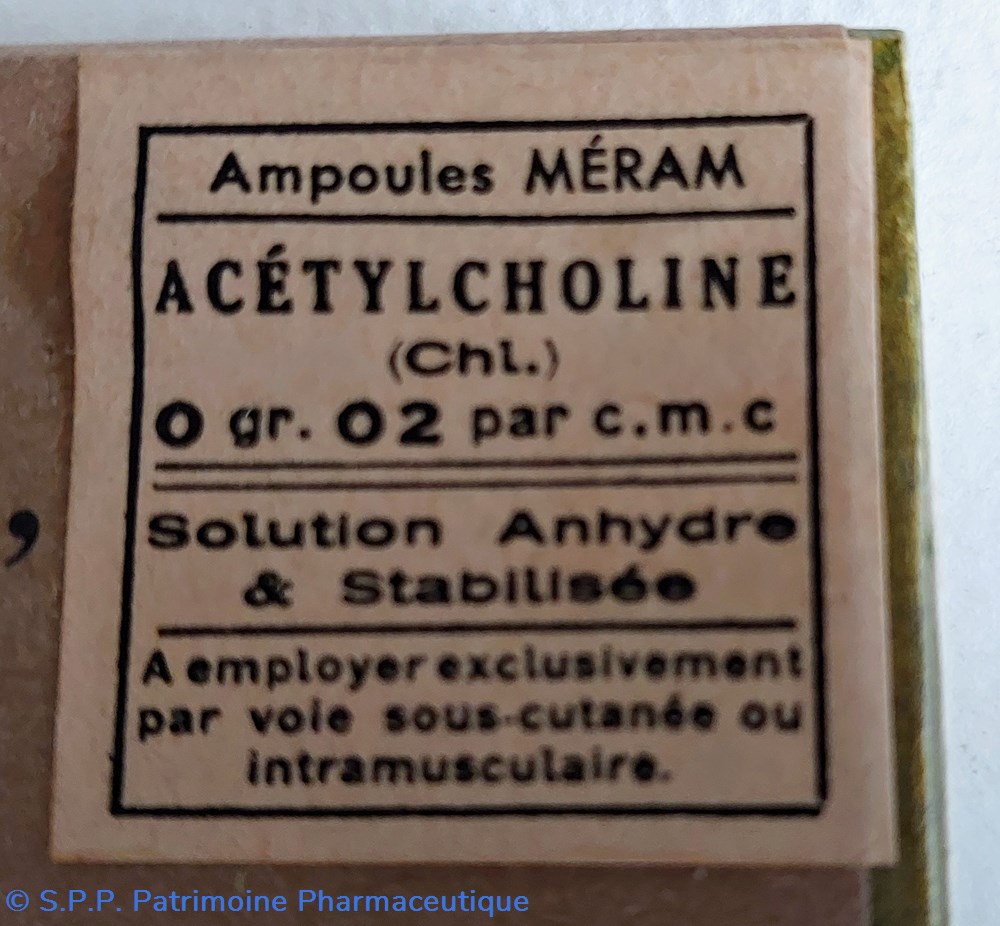 Ampoules MÉRAM
ACÉTYLCHOLINE
(Chl.)
0 gr. 02 par c.m.c
Solution Anhydre
& Stabilisée
A employer exclusivement
par voie sous-cutanée ou
intramusculaire.
,
© S.P.P. Patrimoine Pharmaceutique